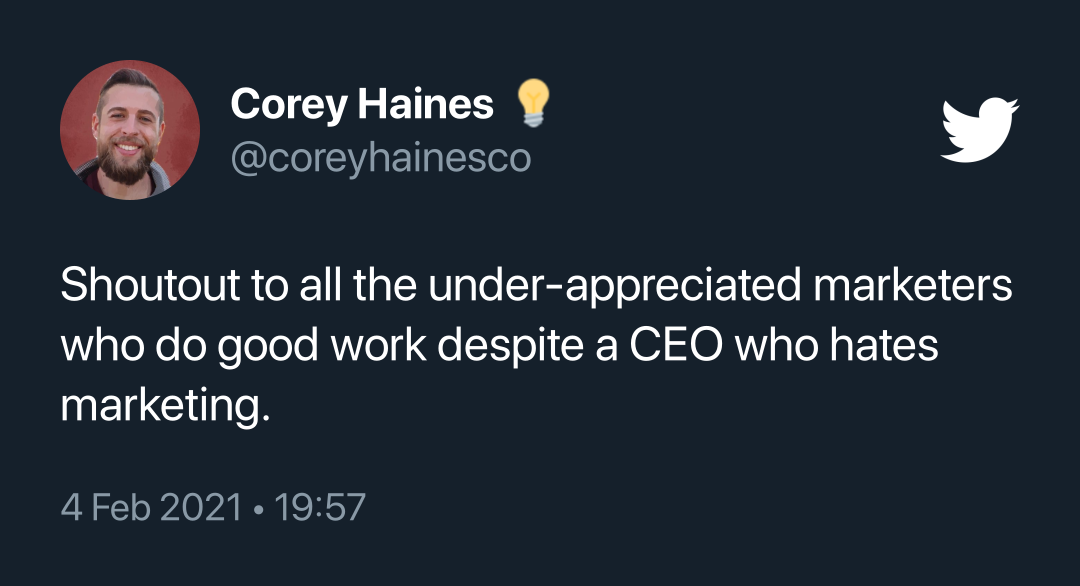 Corey Haines 💡
@coreyhainesco
Shoutout to all the under-appreciated marketers
who do good work despite a CEO who hates
marketing.
4 Feb 2021 • 19:57